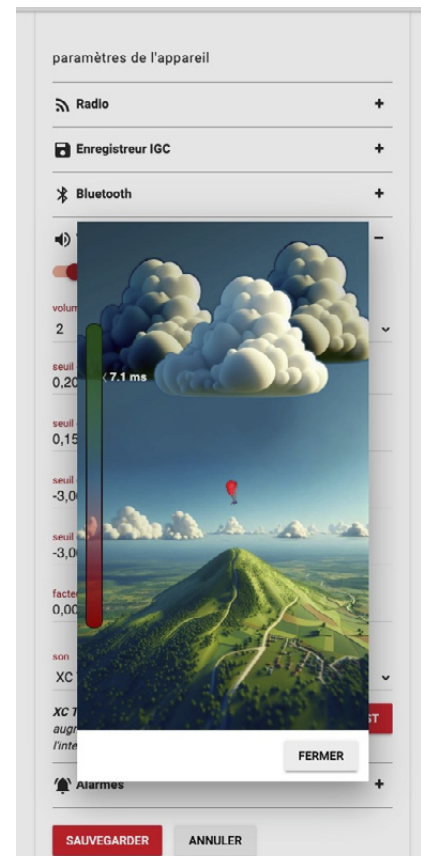 paramètres de l'appareil
Radio +
Enregistreur IGC +
Bluetooth +
−
volum
2
seuil
0,20
7.1 ms
seuil
0,15
seuil
-3,00
seuil
-3,00
facte
0,00
son
XC
XC T
ST
augr
l'inte
FERMER
Alarmes +
SAUVEGARDER ANNULER